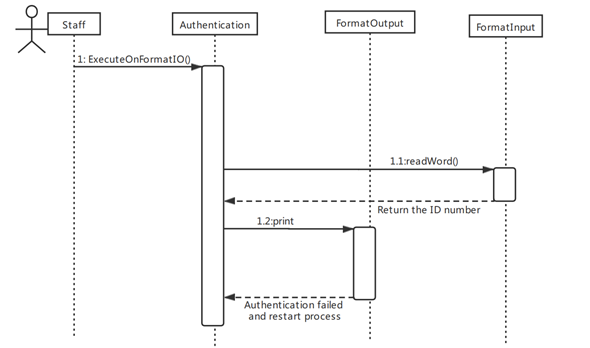 Staff
Authentication
FormatOutput
FormatInput
1: ExecuteOnFormatIO()
1.1:readWord()
Return the ID number
1.2:print
Authentication failed
and restart process